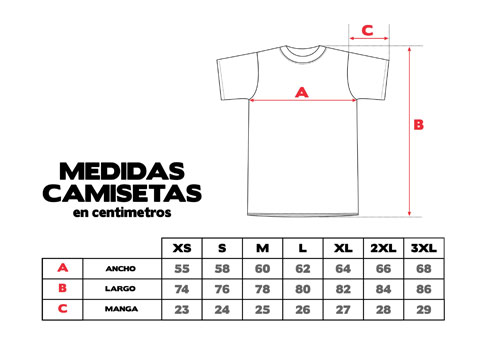 C
A
B
MEDIDAS
CAMISETAS
en centimetros
XS S M L XL 2XL 3XL
A ANCHO 55 58 60 62 64 66 68
B LARGO 74 76 78 80 82 84 86
C MANGA 23 24 25 26 27 28 29